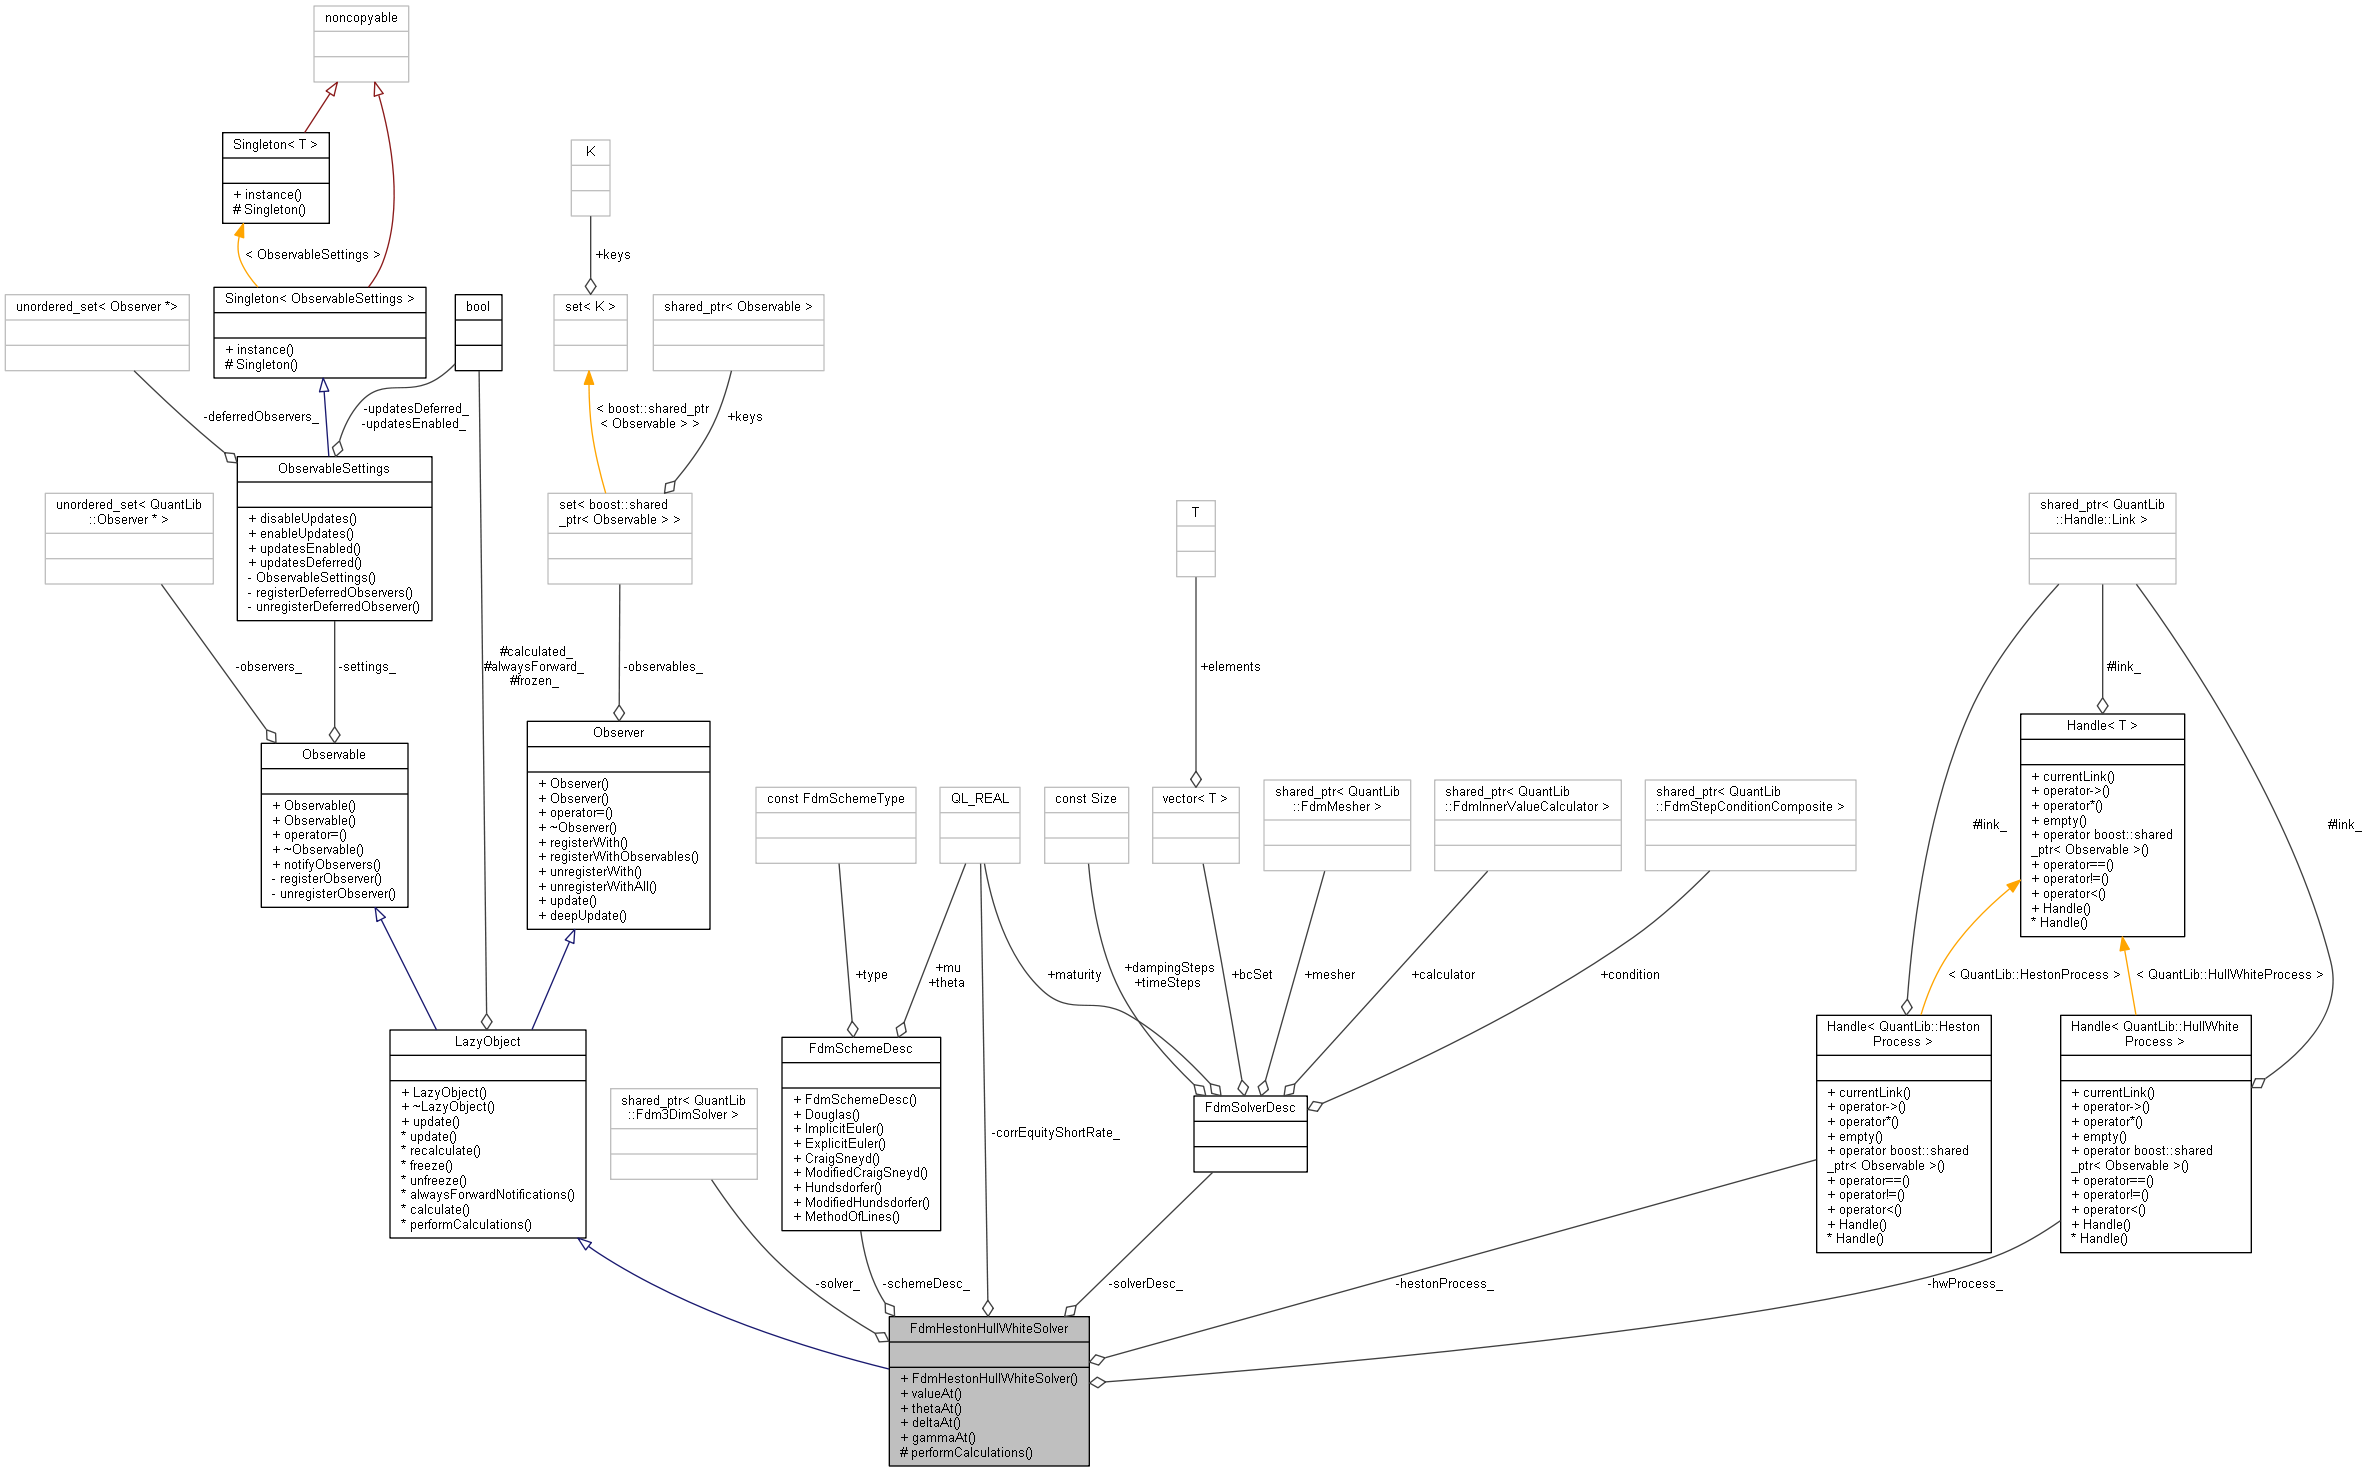 noncopyable
Singleton< T >
+ instance()
# Singleton()
K
< ObservableSettings >
+keys
unordered_set< Observer *>
Singleton< ObservableSettings >
+ instance()
# Singleton()
bool
set< K >
shared_ptr< Observable >
-deferredObservers_
-updatesDeferred_
-updatesEnabled_
< boost::shared_ptr
< Observable > >
+keys
unordered_set< QuantLib
::Observer * >
ObservableSettings
+ disableUpdates()
+ enableUpdates()
+ updatesEnabled()
+ updatesDeferred()
- ObservableSettings()
- registerDeferredObservers()
- unregisterDeferredObserver()
set< boost::shared
_ptr< Observable > >
T
shared_ptr< QuantLib
::Handle::Link >
-observers_
-settings_
#calculated_
#alwaysForward_
#frozen_
-observables_
+elements
#link_
Observable
+ Observable()
+ Observable()
+ operator=()
+ ~Observable()
+ notifyObservers()
- registerObserver()
- unregisterObserver()
Observer
+ Observer()
+ Observer()
+ operator=()
+ ~Observer()
+ registerWith()
+ registerWithObservables()
+ unregisterWith()
+ unregisterWithAll()
+ update()
+ deepUpdate()
const FdmSchemeType
QL_REAL
const Size
vector< T >
shared_ptr< QuantLib
::FdmMesher >
shared_ptr< QuantLib
::FdmInnerValueCalculator >
shared_ptr< QuantLib
::FdmStepConditionComposite >
#link_
Handle< T >
+ currentLink()
+ operator->()
+ operator*()
+ empty()
+ operator boost::shared
_ptr< Observable >()
+ operator==()
+ operator!=()
+ operator<()
+ Handle()
* Handle()
#link_
+type
+mu
+theta
+maturity
+dampingSteps
+timeSteps
+bcSet
+mesher
+calculator
+condition
< QuantLib::HestonProcess >
< QuantLib::HullWhiteProcess >
LazyObject
+ LazyObject()
+ ~LazyObject()
+ update()
* update()
* recalculate()
* freeze()
* unfreeze()
* alwaysForwardNotifications()
* calculate()
* performCalculations()
shared_ptr< QuantLib
::Fdm3DimSolver >
FdmSchemeDesc
+ FdmSchemeDesc()
+ Douglas()
+ ImplicitEuler()
+ ExplicitEuler()
+ CraigSneyd()
+ ModifiedCraigSneyd()
+ Hundsdorfer()
+ ModifiedHundsdorfer()
+ MethodOfLines()
-corrEquityShortRate_
FdmSolverDesc
Handle< QuantLib::Heston
Process >
+ currentLink()
+ operator->()
+ operator*()
+ empty()
+ operator boost::shared
_ptr< Observable >()
+ operator==()
+ operator!=()
+ operator<()
+ Handle()
* Handle()
Handle< QuantLib::HullWhite
Process >
+ currentLink()
+ operator->()
+ operator*()
+ empty()
+ operator boost::shared
_ptr< Observable >()
+ operator==()
+ operator!=()
+ operator<()
+ Handle()
* Handle()
-solver_
-schemeDesc_
-solverDesc_
-hestonProcess_
-hwProcess_
FdmHestonHullWhiteSolver
+ FdmHestonHullWhiteSolver()
+ valueAt()
+ thetaAt()
+ deltaAt()
+ gammaAt()
# performCalculations()